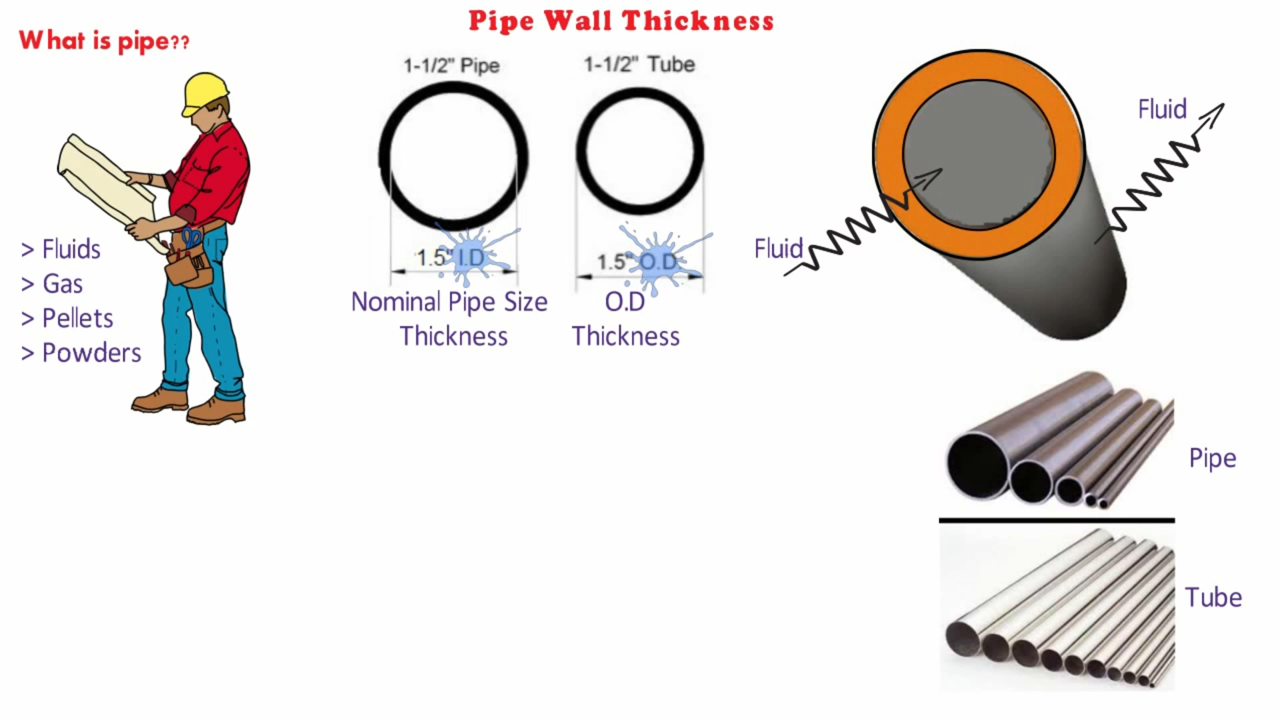 Pipe Wall Thickness
What is pipe??
> Fluids
> Gas
> Pellets
> Powders
1-1/2" Pipe
1.5" I.D
Nominal Pipe Size
Thickness
1-1/2" Tube
1.5" O.D
O.D
Thickness
Fluid
Fluid
Pipe
Tube